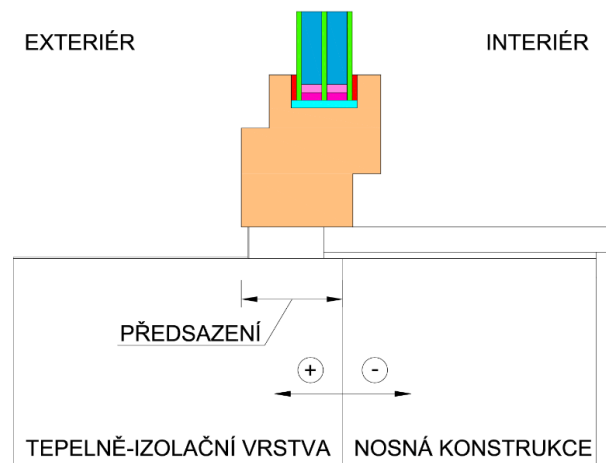 EXTERIÉR
INTERIÉR
PŘEDSAZENÍ
+
-
TEPELNĚ-IZOLAČNÍ VRSTVA
NOSNÁ KONSTRUKCE